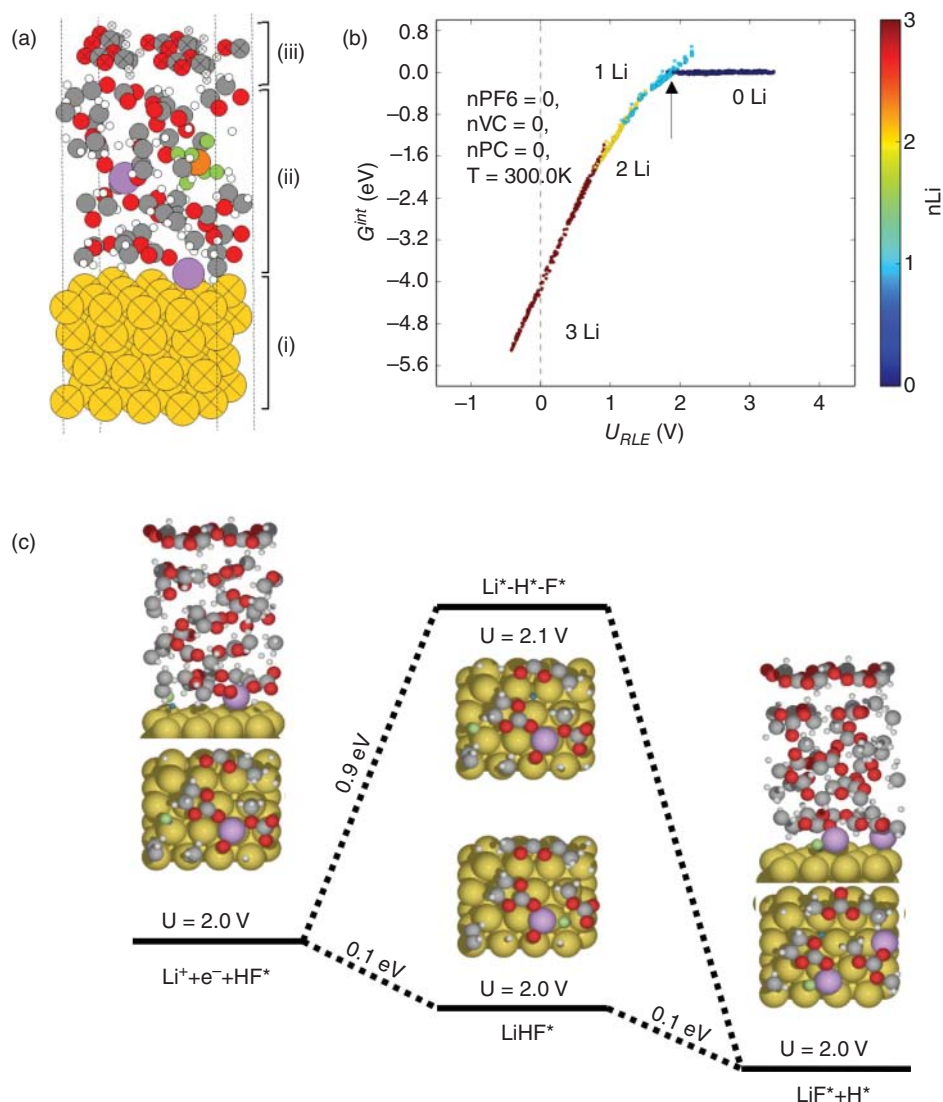 (a)
(iii)
(ii)
(i)
(b)
0.8
0.0
−0.8
−1.6
−2.4
−3.2
−4.0
−4.8
−5.6
G^int (eV)
nPF6 = 0,
nVC = 0,
nPC = 0,
T = 300.0K
1 Li
0 Li
2 Li
3 Li
−1
0
1
2
3
4
U_RLE (V)
3
2
1
0
nLi
(c)
Li*-H*-F*
U = 2.1 V
0.9 eV
U = 2.0 V
Li⁺+e⁻+HF*
0.1 eV
U = 2.0 V
LiHF*
0.1 eV
U = 2.0 V
LiF*+H*